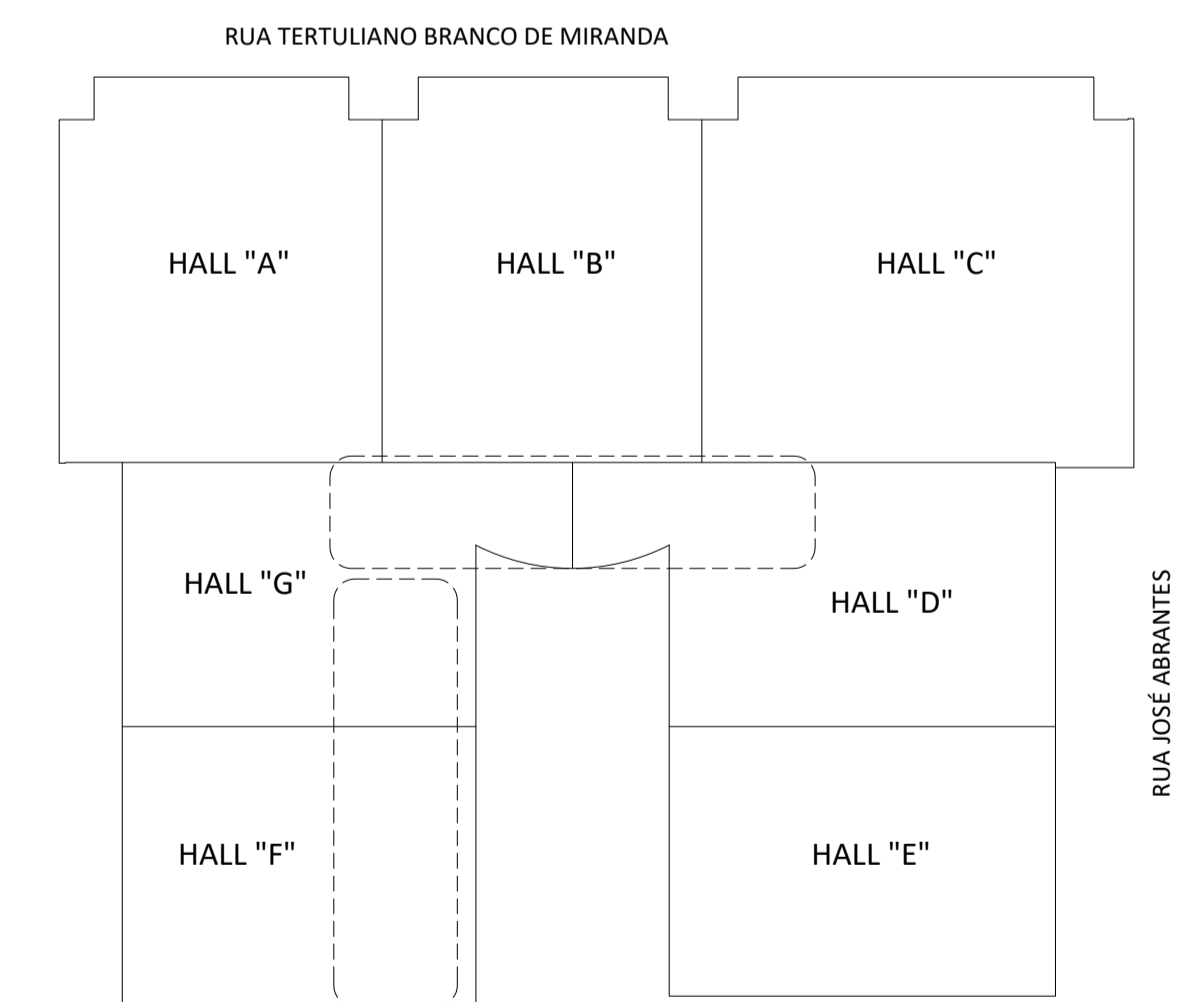 RUA TERTULIANO BRANCO DE MIRANDA
HALL "A"
HALL "B"
HALL "C"
HALL "G"
HALL "D"
RUA JOSÉ ABRANTES
HALL "F"
HALL "E"